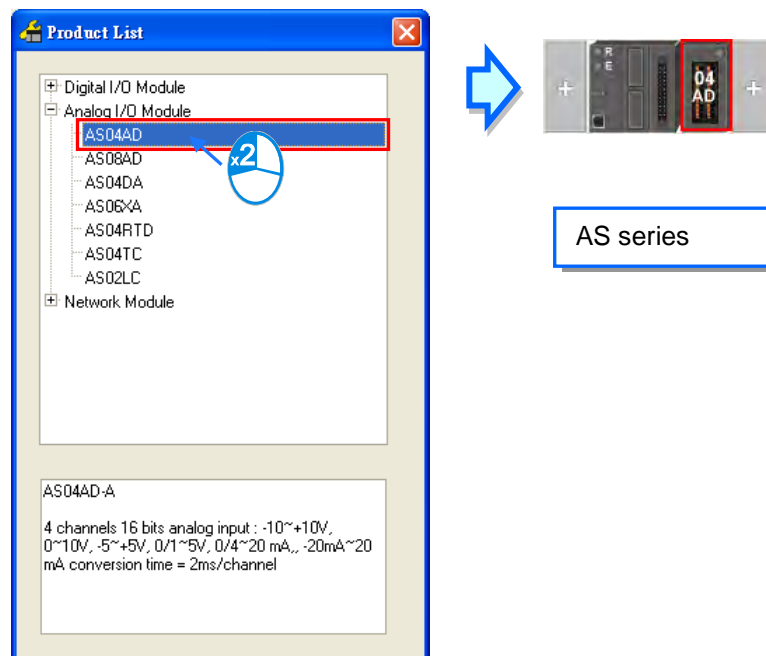 Product List
Digital I/O Module
Analog I/O Module
AS04AD
AS08AD
AS04DA
AS06XA
AS04RTD
AS04TC
AS02LC
Network Module
x2
AS04AD-A
4 channels 16 bits analog input : -10~+10V,
0~10V, -5~+5V, 0/1~5V, 0/4~20 mA,, -20mA~20
mA conversion time = 2ms/channel
R
E
04
AD
AS series